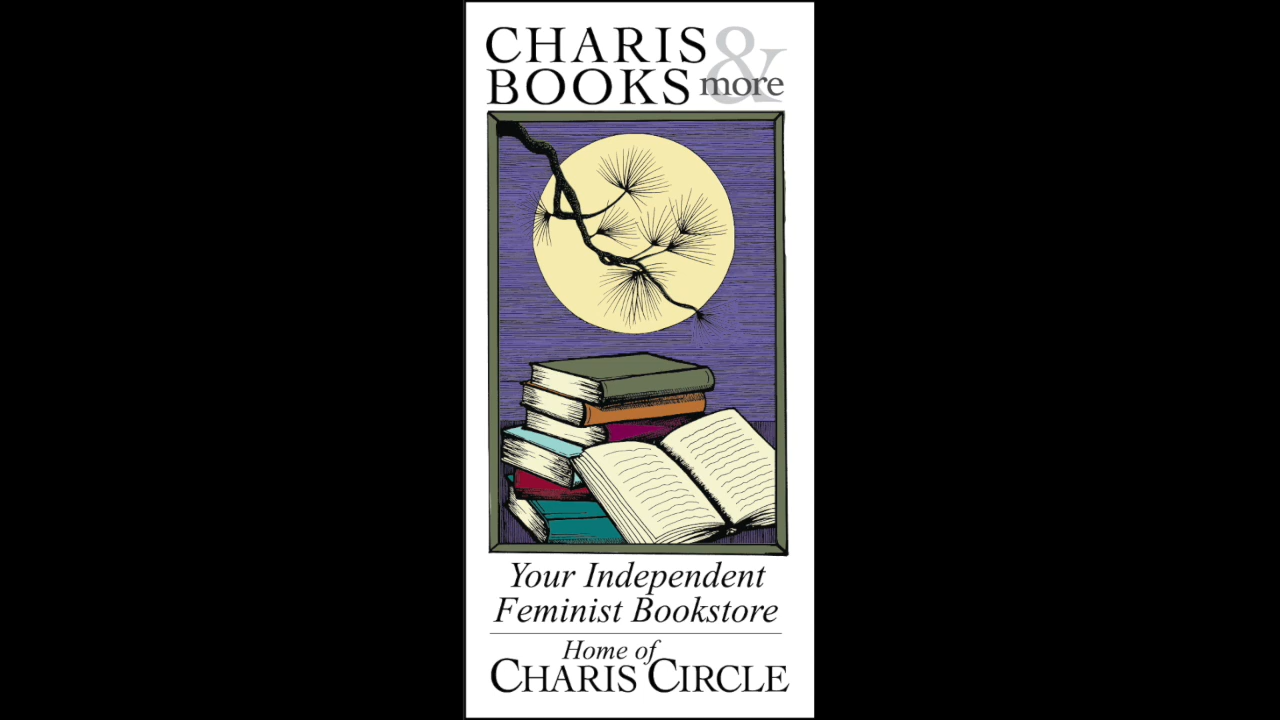 CHARIS &
BOOKS more
Your Independent
Feminist Bookstore
Home of
CHARIS CIRCLE